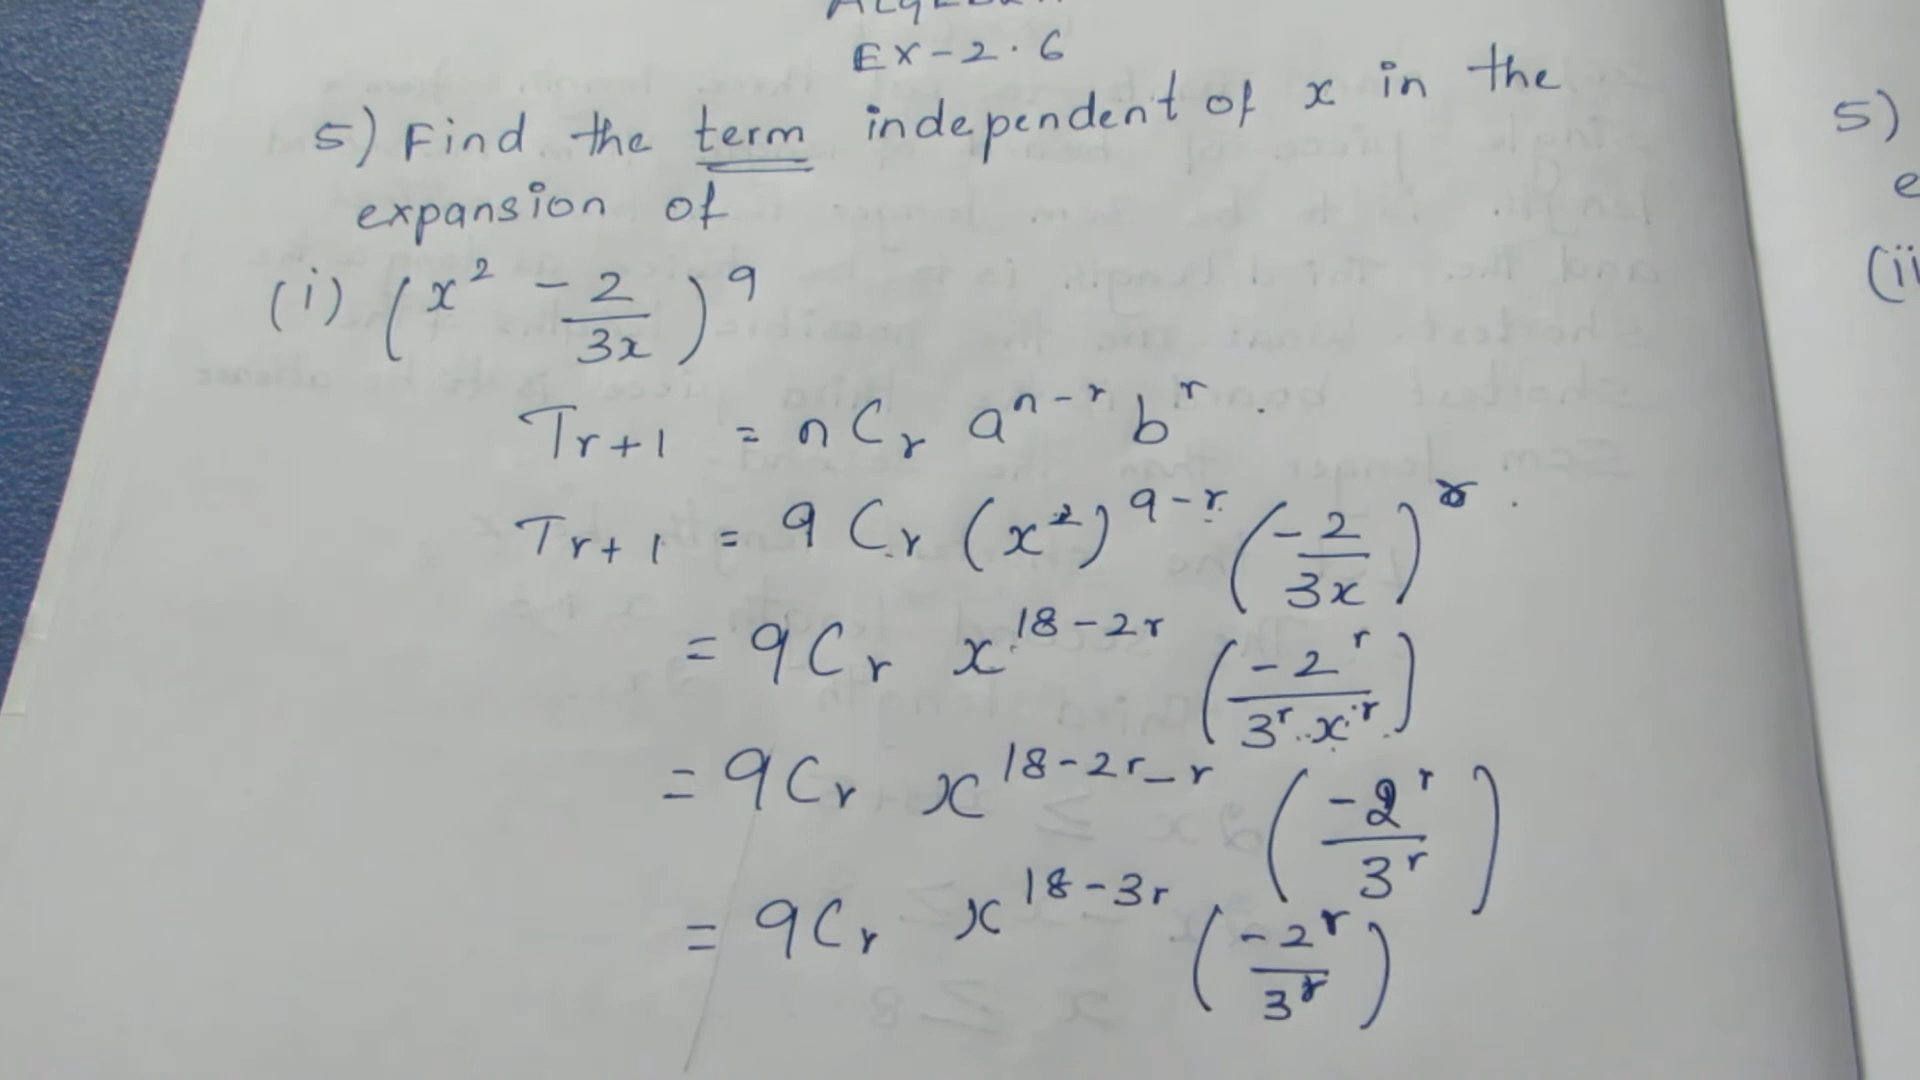 EX-2.6
5) Find the term independent of x in the
expansion of
(i) (x² - 2/3x)⁹
Tr+1 = nCr aⁿ⁻ʳ bʳ.
Tr+1 = 9Cr (x²)⁹⁻ʳ (-2/3x)ʳ.
= 9Cr x¹⁸⁻²ʳ (-2ʳ/3ʳ.xʳ)
= 9Cr x¹⁸⁻²ʳ⁻ʳ (-2ʳ/3ʳ)
= 9Cr x¹⁸⁻³ʳ (-2ʳ/3ʳ)
5)
e
(ii